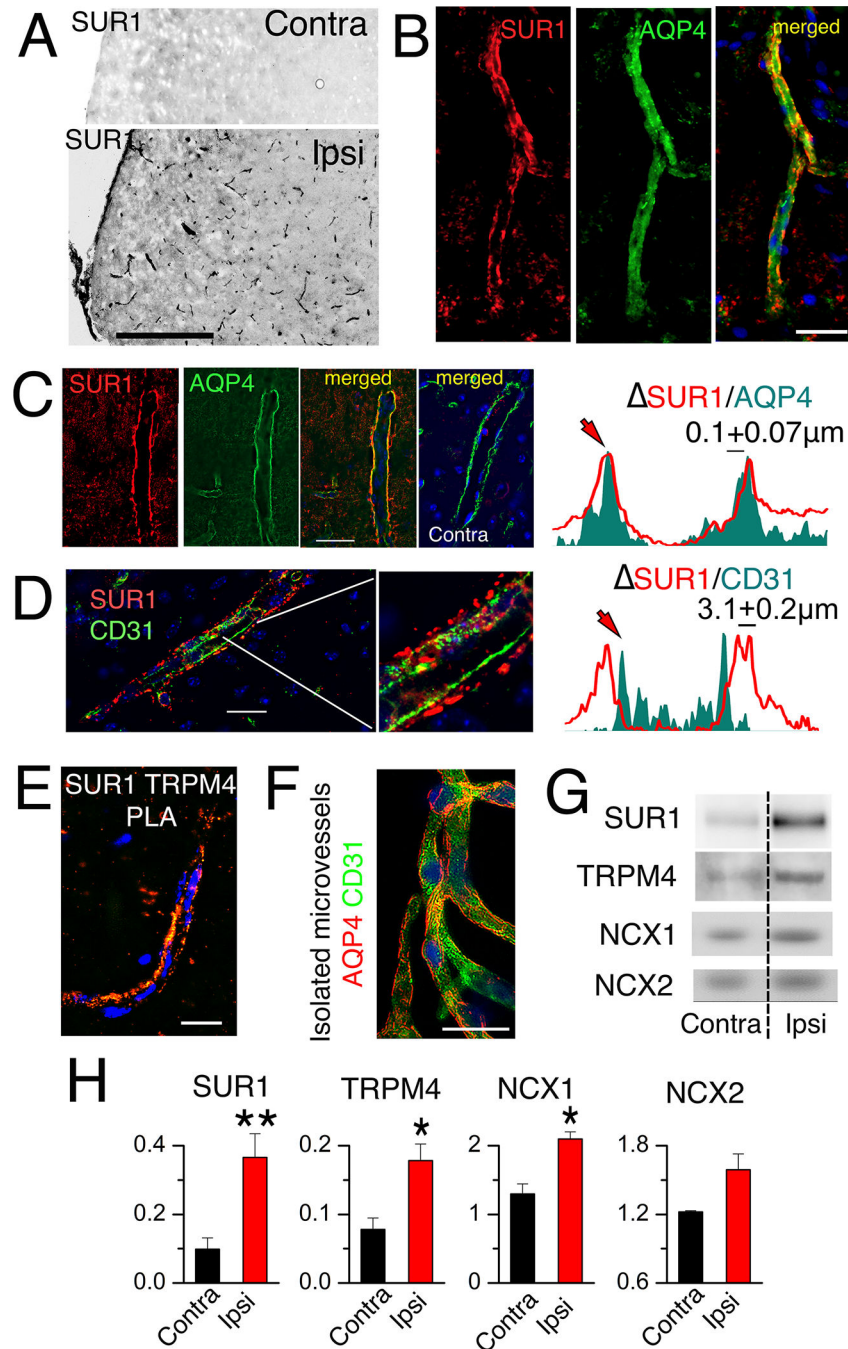 A
SUR1
Contra
SUR1
Ipsi
B
SUR1
AQP4
merged
C
SUR1
AQP4
merged
merged
Contra
ΔSUR1/AQP4
0.1±0.07µm
D
SUR1
CD31
ΔSUR1/CD31
3.1±0.2µm
E
SUR1 TRPM4
PLA
F
Isolated microvessels
AQP4 CD31
G
SUR1
TRPM4
NCX1
NCX2
Contra
Ipsi
H
SUR1
**
0.4
0.2
0.0
Contra
Ipsi
TRPM4
*
0.2
0.1
0.0
Contra
Ipsi
NCX1
*
2
1
0
Contra
Ipsi
NCX2
1.8
1.2
0.6
Contra
Ipsi